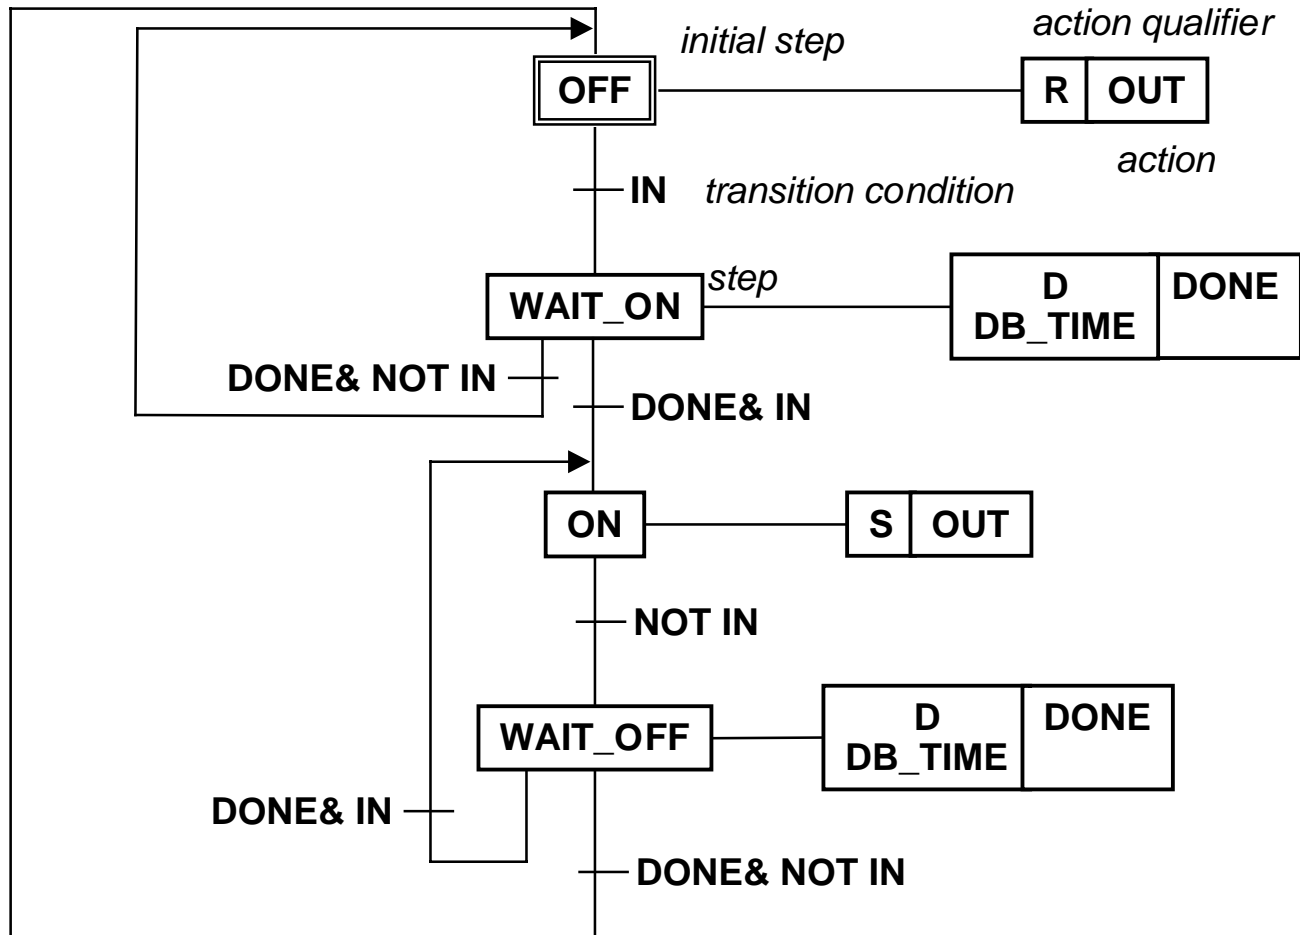 initial step
action qualifier
OFF
R
OUT
action
IN
transition condition
WAIT_ON
step
D
DB_TIME
DONE
DONE& NOT IN
DONE& IN
ON
S
OUT
NOT IN
WAIT_OFF
D
DB_TIME
DONE
DONE& IN
DONE& NOT IN